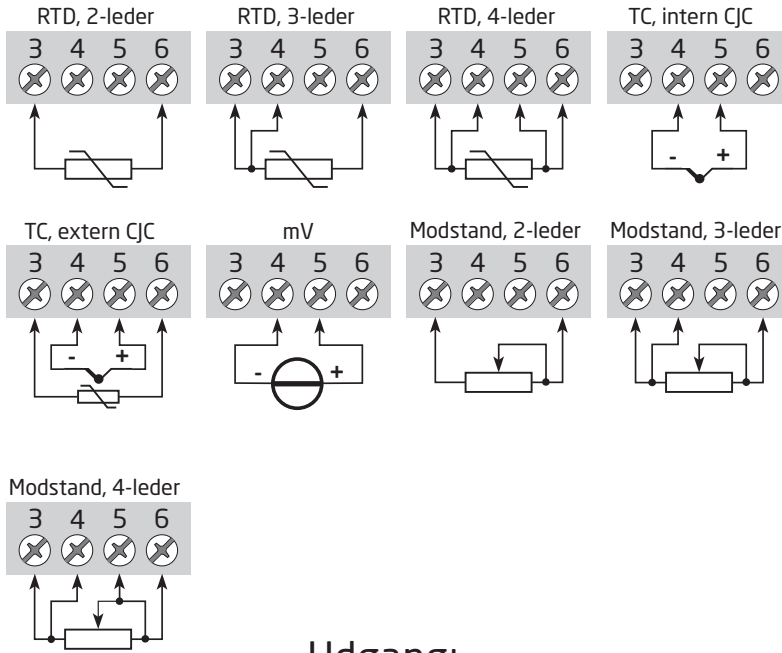 RTD, 2-leder RTD, 3-leder RTD, 4-leder TC, intern CJC
3 4 5 6 3 4 5 6 3 4 5 6 3 4 5 6
- +
TC, extern CJC mV Modstand, 2-leder Modstand, 3-leder
3 4 5 6 3 4 5 6 3 4 5 6 3 4 5 6
- + - +
Modstand, 4-leder
3 4 5 6
Udgang: